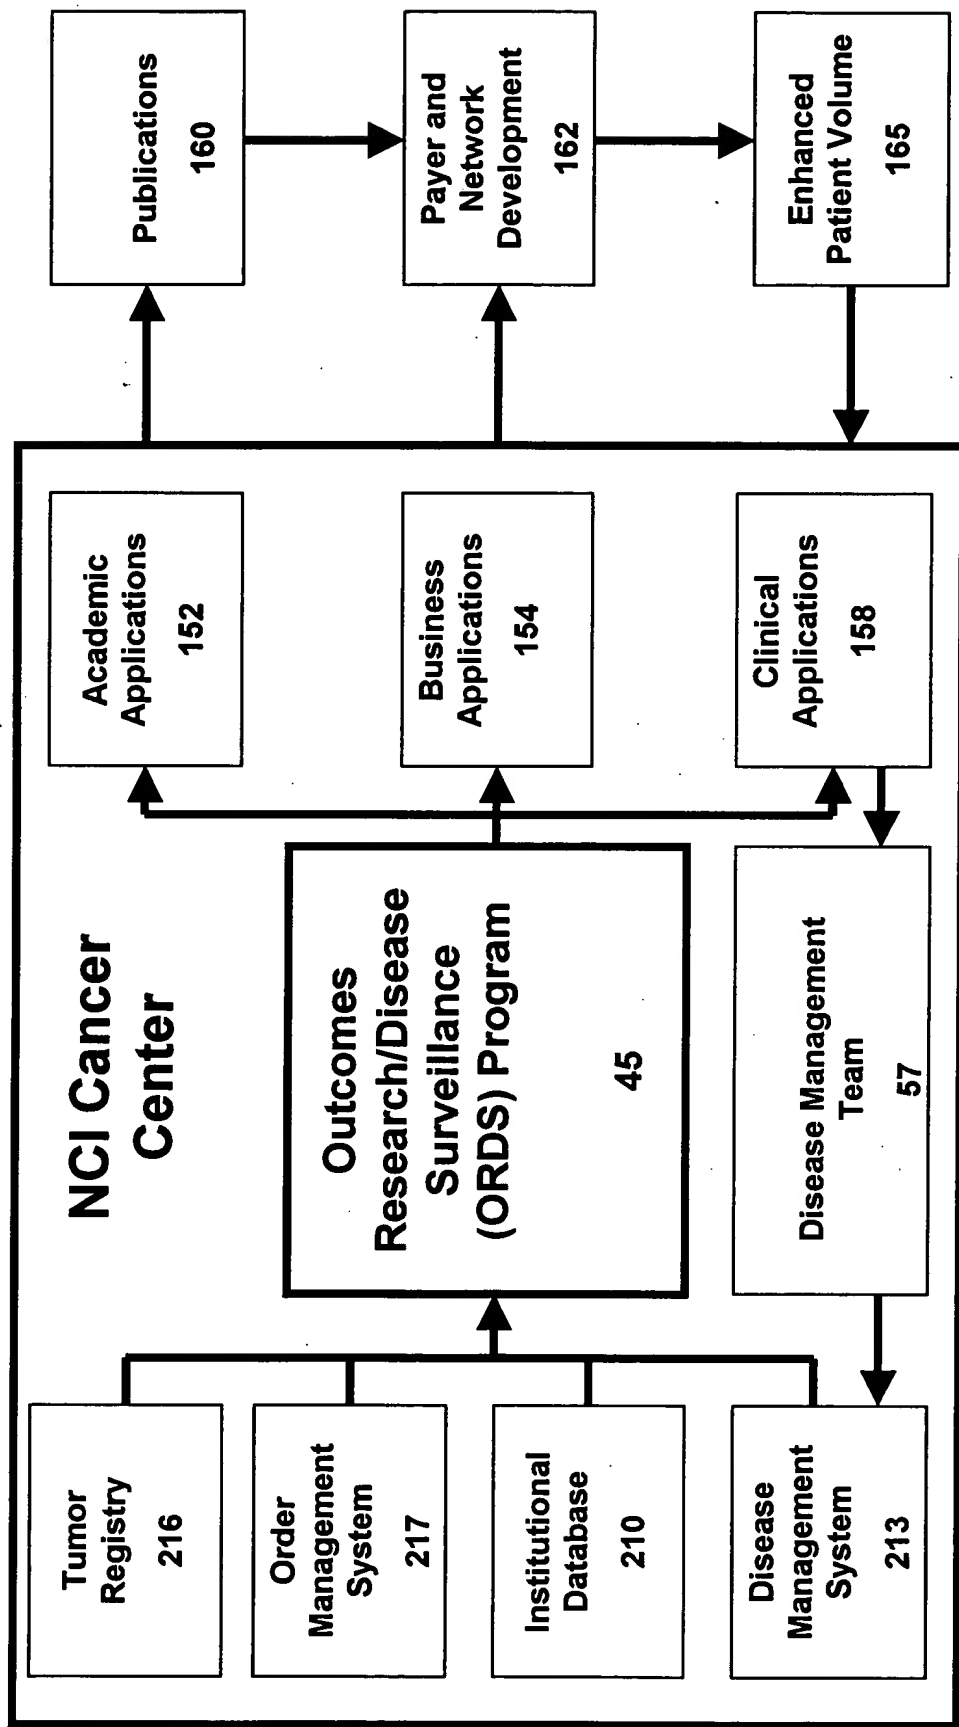 NCI Cancer
Center
Tumor
Registry
216
Order
Management
System
217
Institutional
Database
210
Disease
Management
System
213
Outcomes
Research/Disease
Surveillance
(ORDS) Program
45
Disease Management
Team
57
Academic
Applications
152
Business
Applications
154
Clinical
Applications
158
Publications
160
Payer and
Network
Development
162
Enhanced
Patient Volume
165